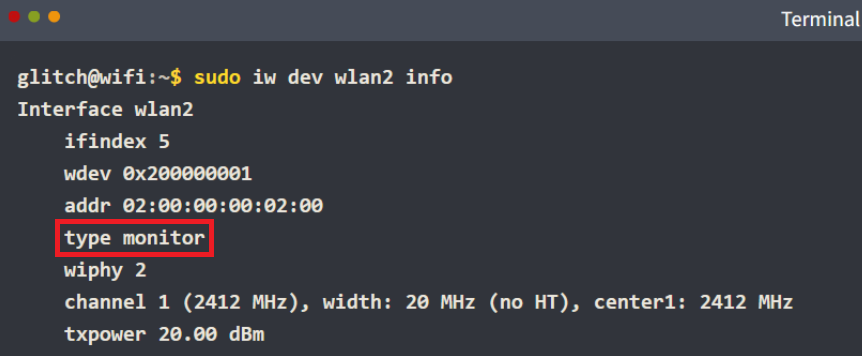 Terminal
glitch@wifi:~$ sudo iw dev wlan2 info
Interface wlan2
ifindex 5
wdev 0x200000001
addr 02:00:00:00:02:00
type monitor
wiphy 2
channel 1 (2412 MHz), width: 20 MHz (no HT), center1: 2412 MHz
txpower 20.00 dBm